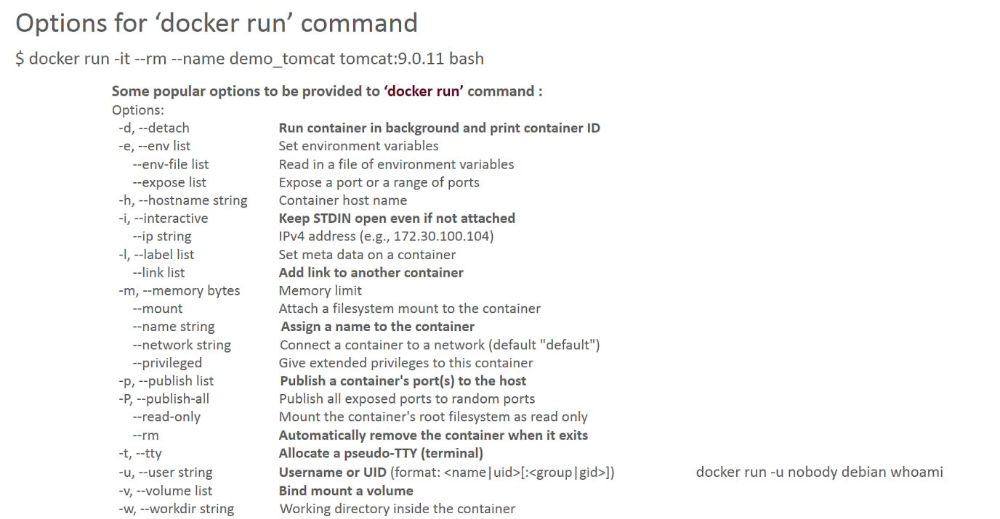 Options for ‘docker run’ command
$ docker run -it --rm --name demo_tomcat tomcat:9.0.11 bash
Some popular options to be provided to ‘docker run’ command :
Options:
-d, --detach Run container in background and print container ID
-e, --env list Set environment variables
--env-file list Read in a file of environment variables
--expose list Expose a port or a range of ports
-h, --hostname string Container host name
-i, --interactive Keep STDIN open even if not attached
--ip string IPv4 address (e.g., 172.30.100.104)
-l, --label list Set meta data on a container
--link list Add link to another container
-m, --memory bytes Memory limit
--mount Attach a filesystem mount to the container
--name string Assign a name to the container
--network string Connect a container to a network (default "default")
--privileged Give extended privileges to this container
-p, --publish list Publish a container's port(s) to the host
-P, --publish-all Publish all exposed ports to random ports
--read-only Mount the container's root filesystem as read only
--rm Automatically remove the container when it exits
-t, --tty Allocate a pseudo-TTY (terminal)
-u, --user string Username or UID (format: <name|uid>[:<group|gid>]) docker run -u nobody debian whoami
-v, --volume list Bind mount a volume
-w, --workdir string Working directory inside the container